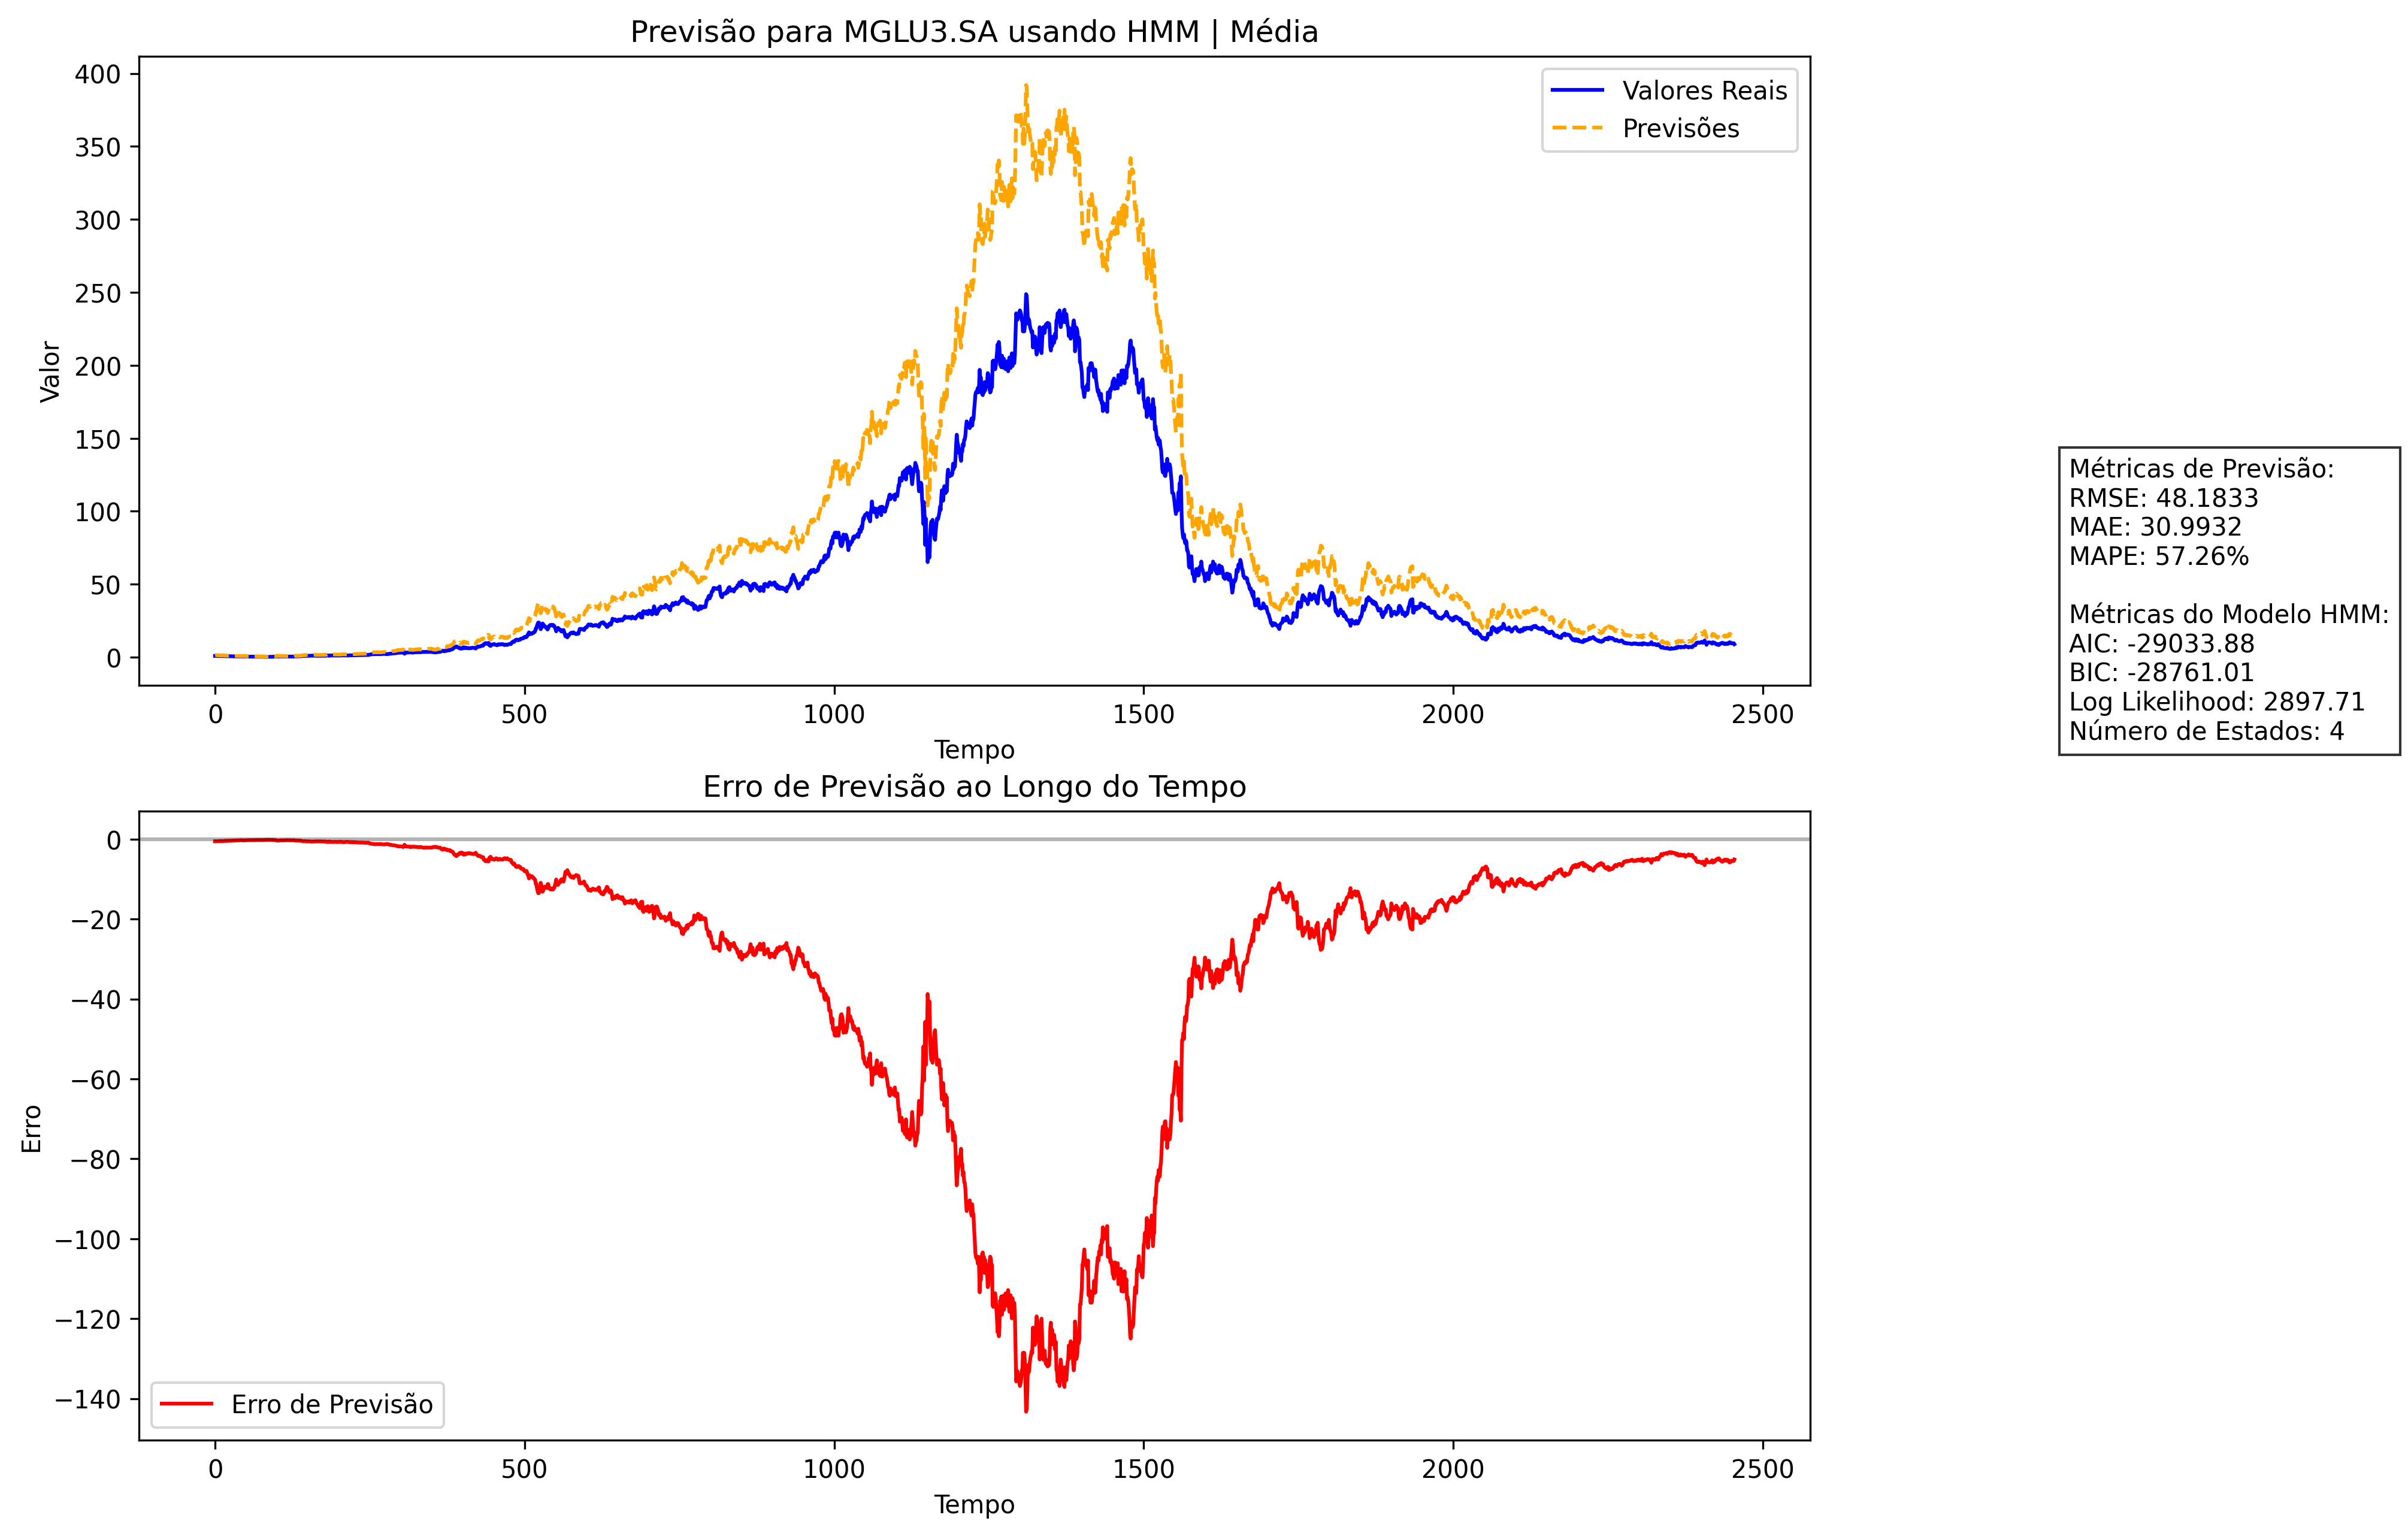 Previsão para MGLU3.SA usando HMM | Média
Valor
400
350
300
250
200
150
100
50
0
Valores Reais
Previsões
0
500
1000
1500
2000
2500
Tempo
Métricas de Previsão:
RMSE: 48.1833
MAE: 30.9932
MAPE: 57.26%
Métricas do Modelo HMM:
AIC: -29033.88
BIC: -28761.01
Log Likelihood: 2897.71
Número de Estados: 4
Erro de Previsão ao Longo do Tempo
Erro
0
−20
−40
−60
−80
−100
−120
−140
Erro de Previsão
0
500
1000
1500
2000
2500
Tempo